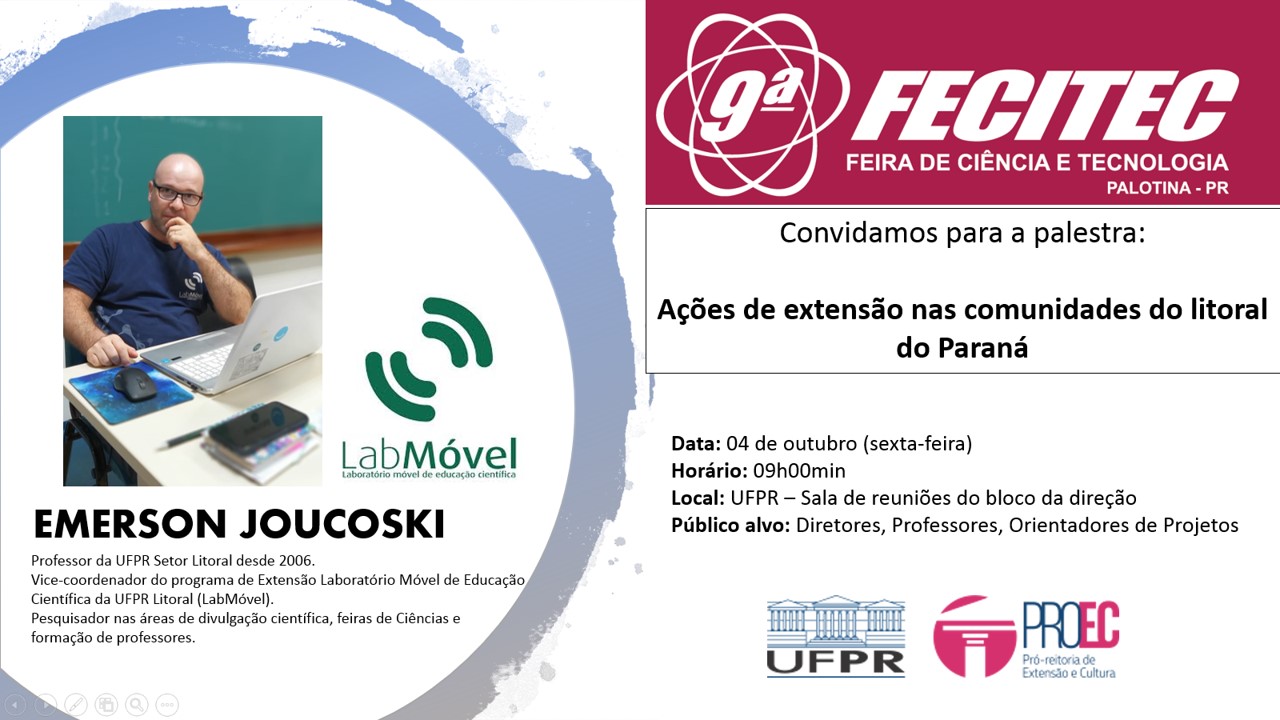 9ª FECITEC
FEIRA DE CIÊNCIA E TECNOLOGIA
PALOTINA - PR
Convidamos para a palestra:
Ações de extensão nas comunidades do litoral
do Paraná
Data: 04 de outubro (sexta-feira)
Horário: 09h00min
Local: UFPR – Sala de reuniões do bloco da direção
Público alvo: Diretores, Professores, Orientadores de Projetos
LabMóvel
LabMóvel
Laboratório móvel de educação científica
EMERSON JOUCOSKI
Professor da UFPR Setor Litoral desde 2006.
Vice-coordenador do programa de Extensão Laboratório Móvel de Educação
Científica da UFPR Litoral (LabMóvel).
Pesquisador nas áreas de divulgação científica, feiras de Ciências e
formação de professores.
UFPR
PROEC
Pró-reitoria de
Extensão e Cultura